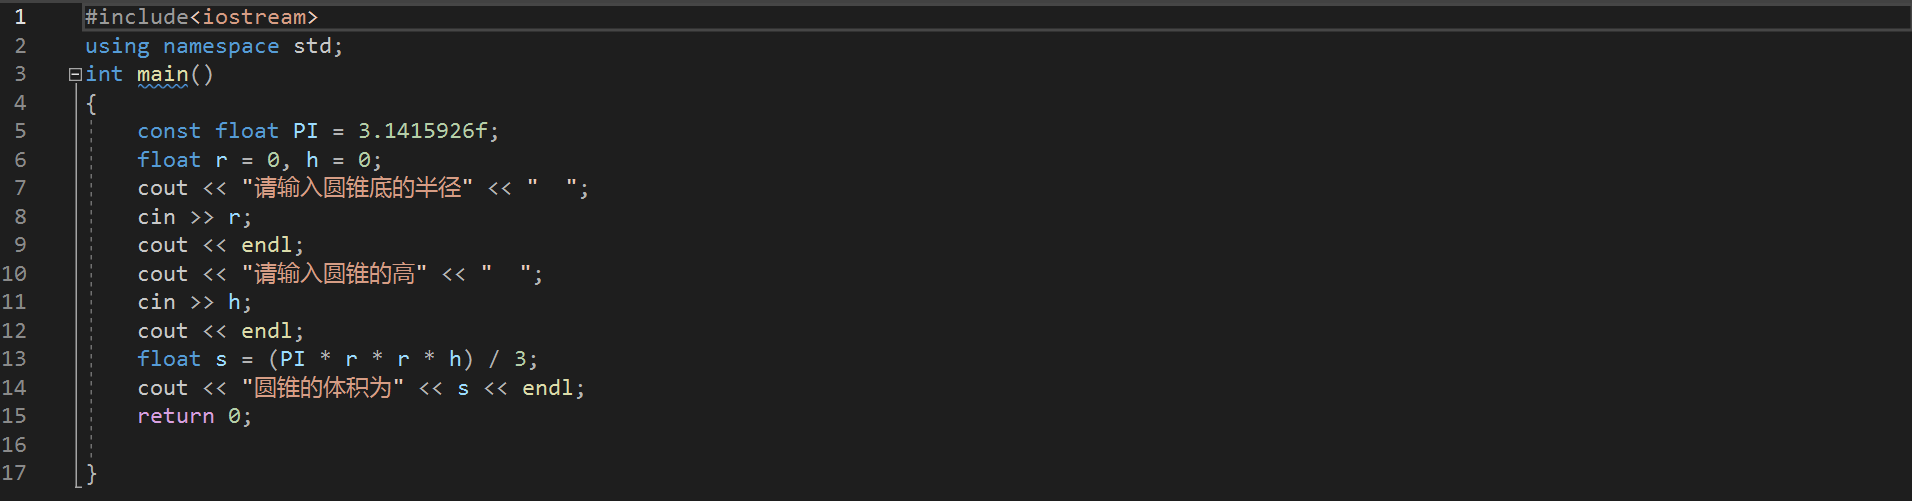 1 #include<iostream>
2 using namespace std;
3 int main()
4 {
5 const float PI = 3.1415926f;
6 float r = 0, h = 0;
7 cout << "请输入圆锥底的半径" << "  ";
8 cin >> r;
9 cout << endl;
10 cout << "请输入圆锥的高" << "  ";
11 cin >> h;
12 cout << endl;
13 float s = (PI * r * r * h) / 3;
14 cout << "圆锥的体积为" << s << endl;
15 return 0;
16
17 }